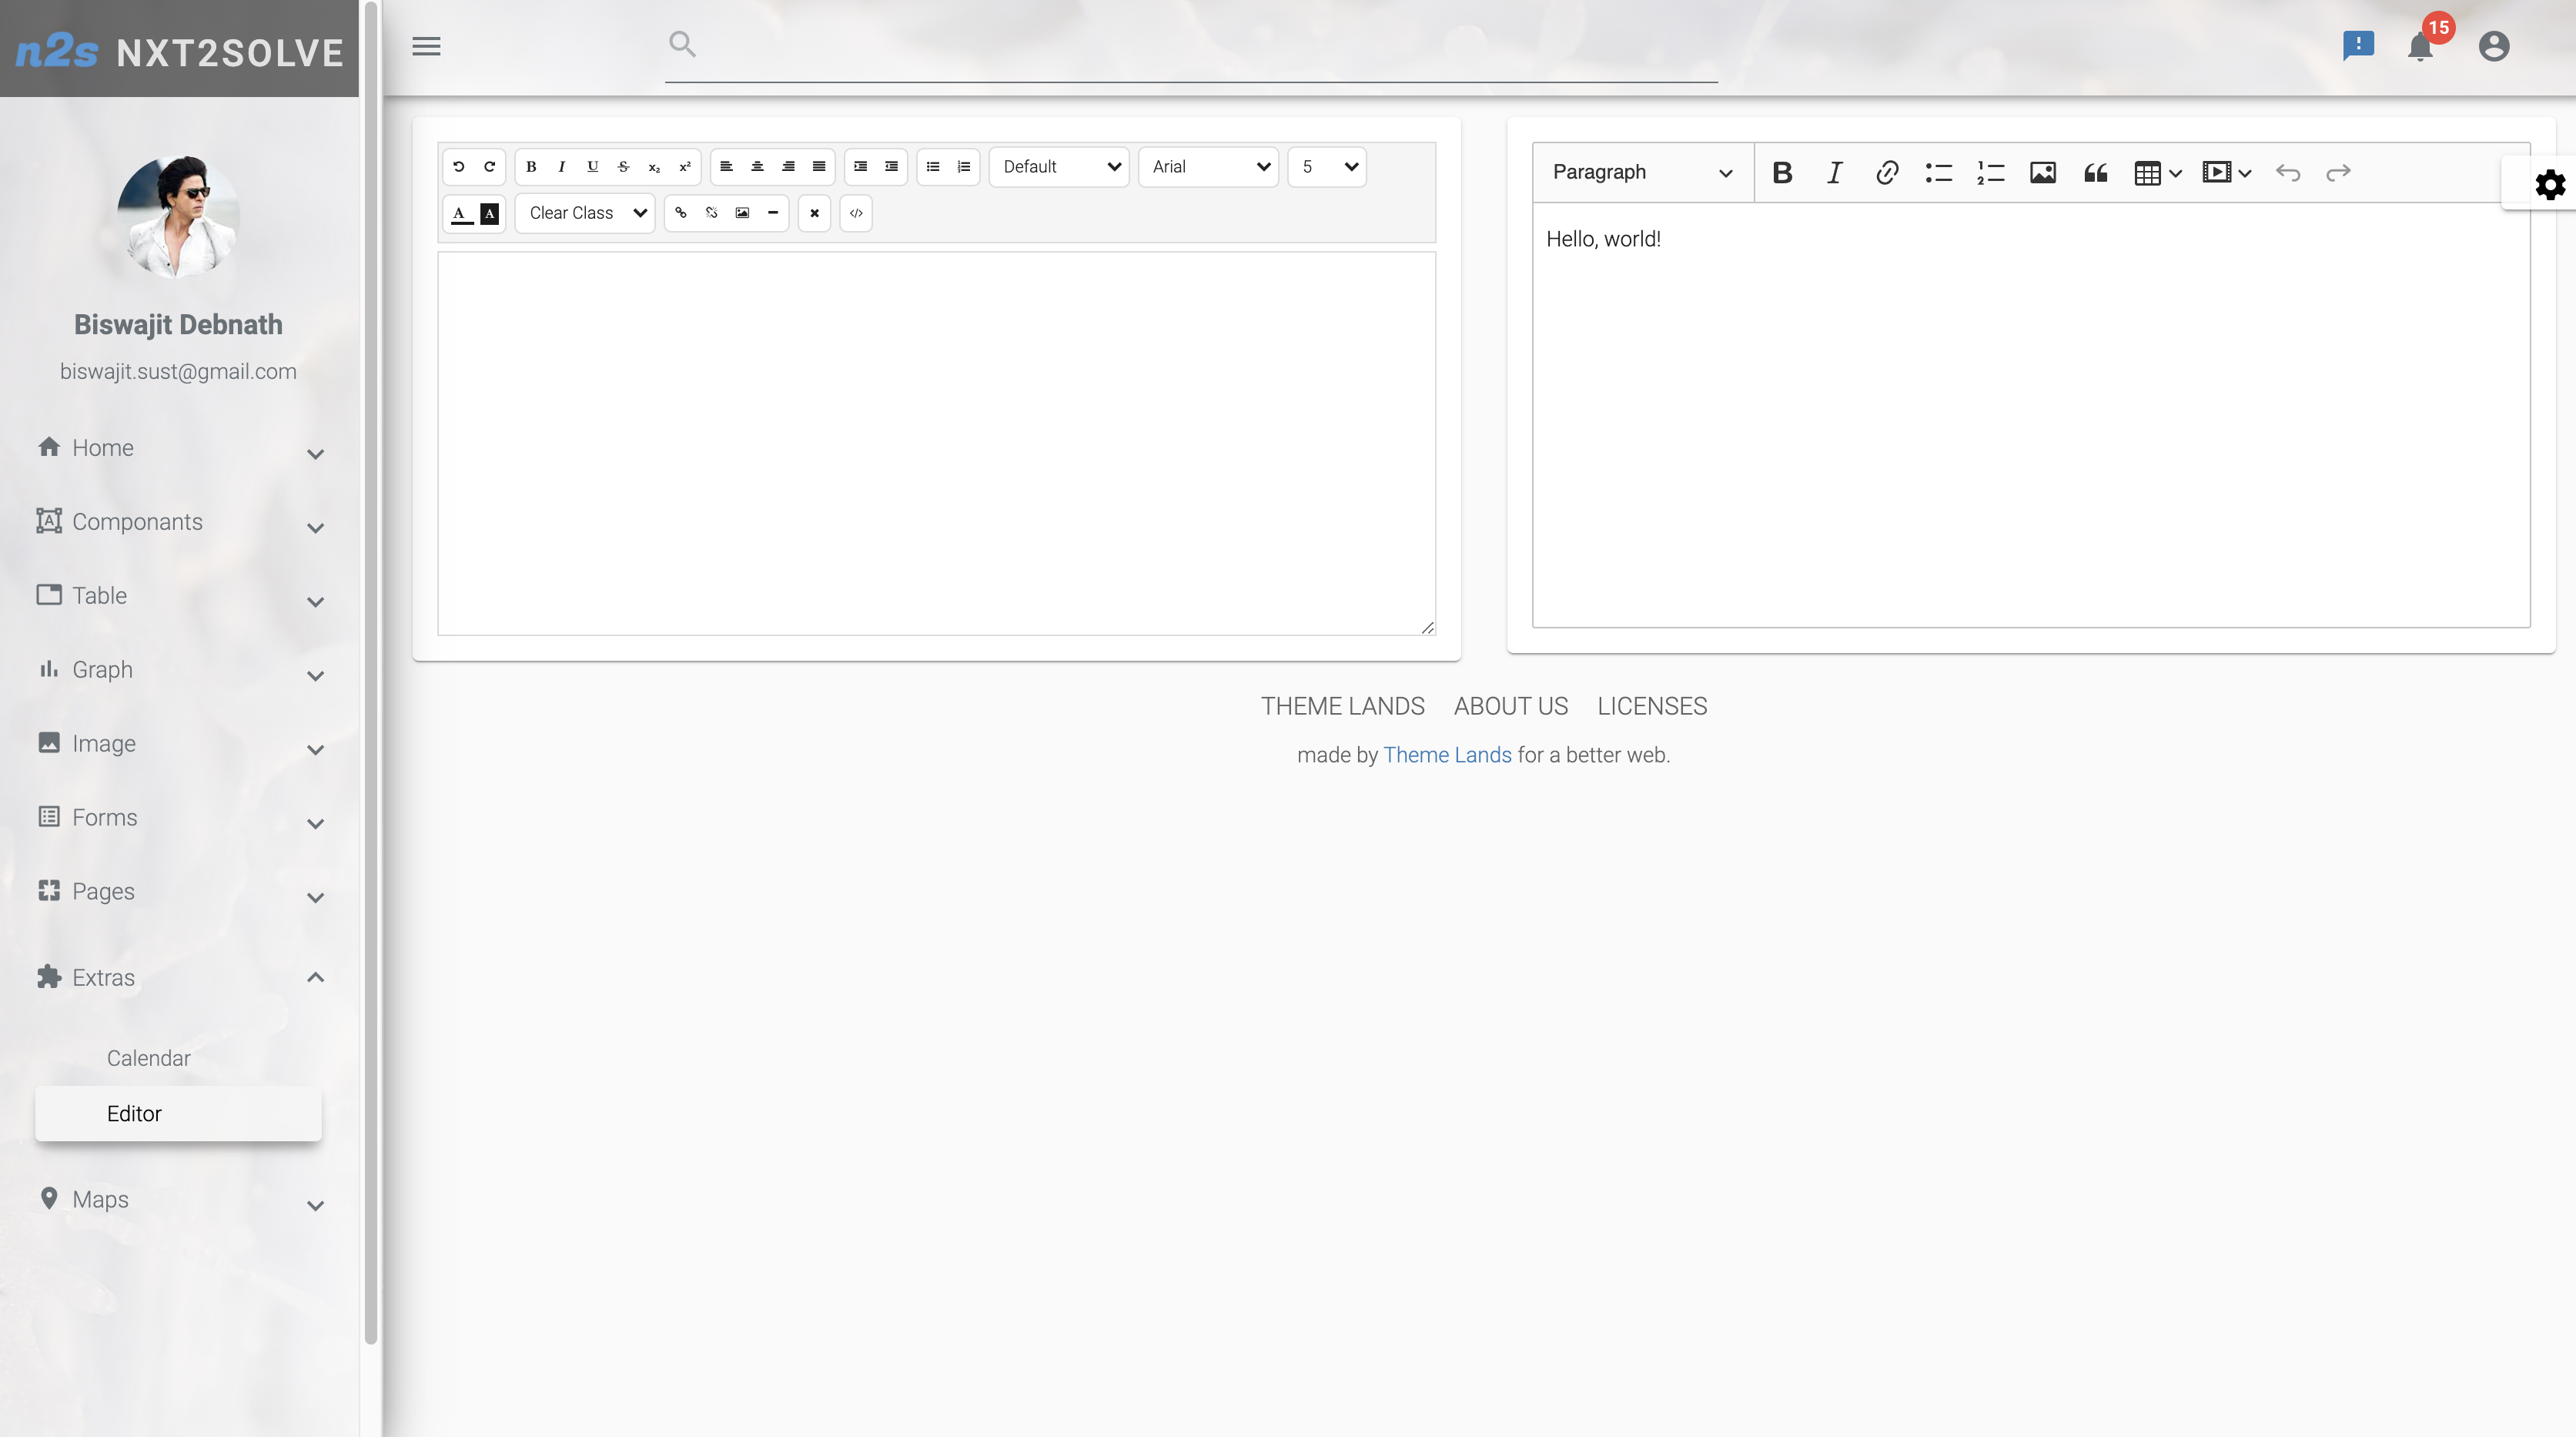 n2s NXT2SOLVE
15
Biswajit Debnath
biswajit.sust@gmail.com
Home
Componants
Table
Graph
Image
Forms
Pages
Extras
Calendar
Editor
Maps
B I U S x₂ x² Default Arial 5
A A Clear Class </>
Paragraph B I
Hello, world!
THEME LANDS ABOUT US LICENSES
made by Theme Lands for a better web.